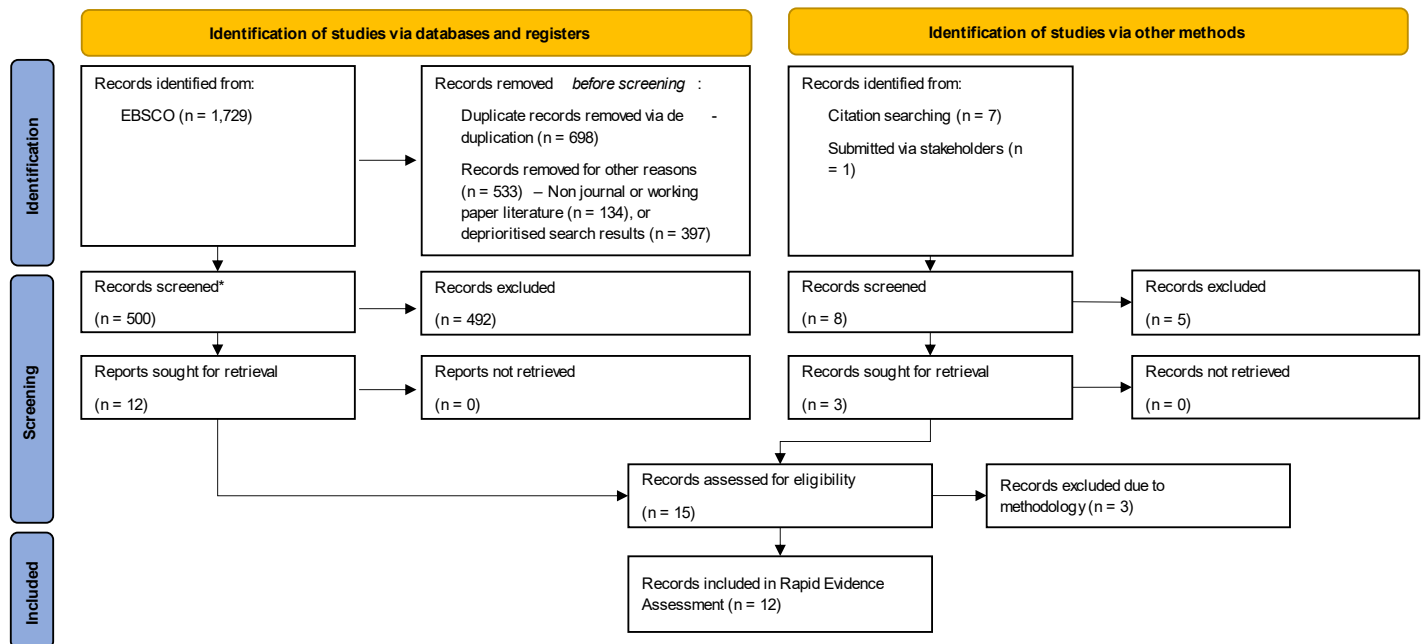 Identification of studies via databases and registers
Identification of studies via other methods
Identification
Records identified from:
EBSCO (n = 1,729)
Records removed before screening :
Duplicate records removed via de -
duplication (n = 698)
Records removed for other reasons
(n = 533) – Non journal or working
paper literature (n = 134), or
deprioritised search results (n = 397)
Records identified from:
Citation searching (n = 7)
Submitted via stakeholders (n
= 1)
Screening
Records screened*
(n = 500)
Records excluded
(n = 492)
Records screened
(n = 8)
Records excluded
(n = 5)
Reports sought for retrieval
(n = 12)
Reports not retrieved
(n = 0)
Records sought for retrieval
(n = 3)
Records not retrieved
(n = 0)
Records assessed for eligibility
(n = 15)
Records excluded due to
methodology (n = 3)
Included
Records included in Rapid Evidence
Assessment (n = 12)